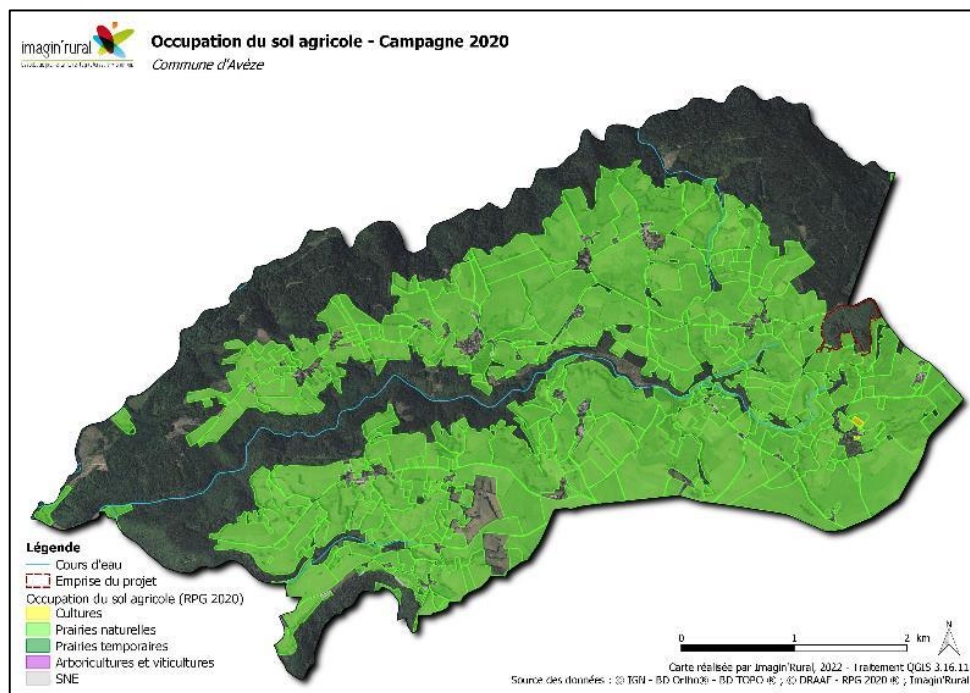 imagin'rural
Occupation du sol agricole - Campagne 2020
Commune d'Avèze
Légende
Cours d'eau
Emprise du projet
Occupation du sol agricole (RPG 2020)
Cultures
Prairies naturelles
Prairies temporaires
Arboricultures et viticultures
SNE
0 1 2 km
N
Carte réalisée par Imagin'Rural, 2022 - Traitement QGIS 3.16.11
Source des données : © IGN - BD Ortho® - BD TOPO ® ; © DRAAF - RPG 2020 ® ; Imagin'Rural